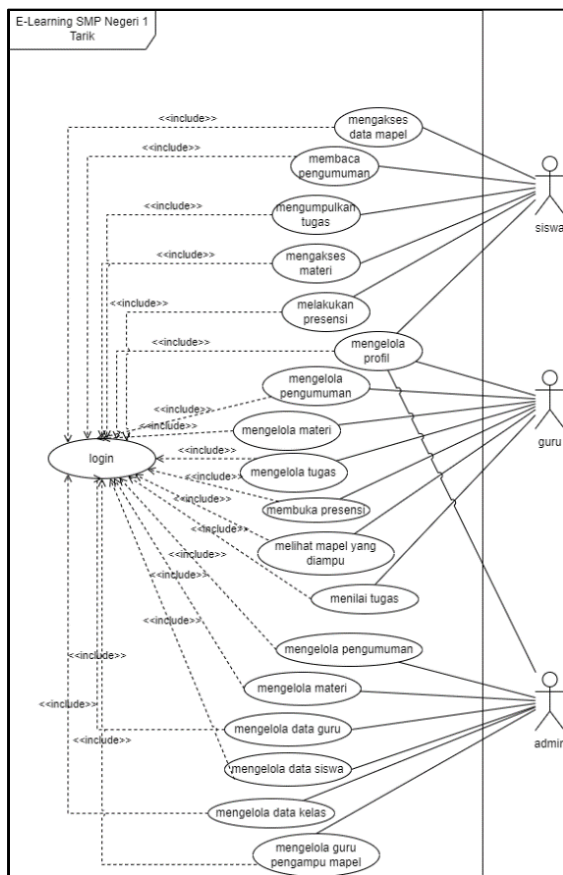 E-Learning SMP Negeri 1
Tarik
<<include>>
mengakses
data mapel
<<include>>
membaca
pengumuman
siswa
<<include>>
mengumpulkan
tugas
<<include>>
mengakses
materi
<<include>>
melakukan
presensi
<<include>>
mengelola
profil
mengelola
pengumuman
guru
<<include>>
mengelola materi
login
<<include>>
mengelola tugas
<<include>>
membuka presensi
<<include>>
melihat mapel yang
diampu
<<include>>
<<include>>
menilai tugas
<<include>>
<<include>>
mengelola pengumuman
<<include>>
mengelola materi
<<include>>
mengelola data guru
admin
<<include>>
mengelola data siswa
mengelola data kelas
mengelola guru
pengampu mapel